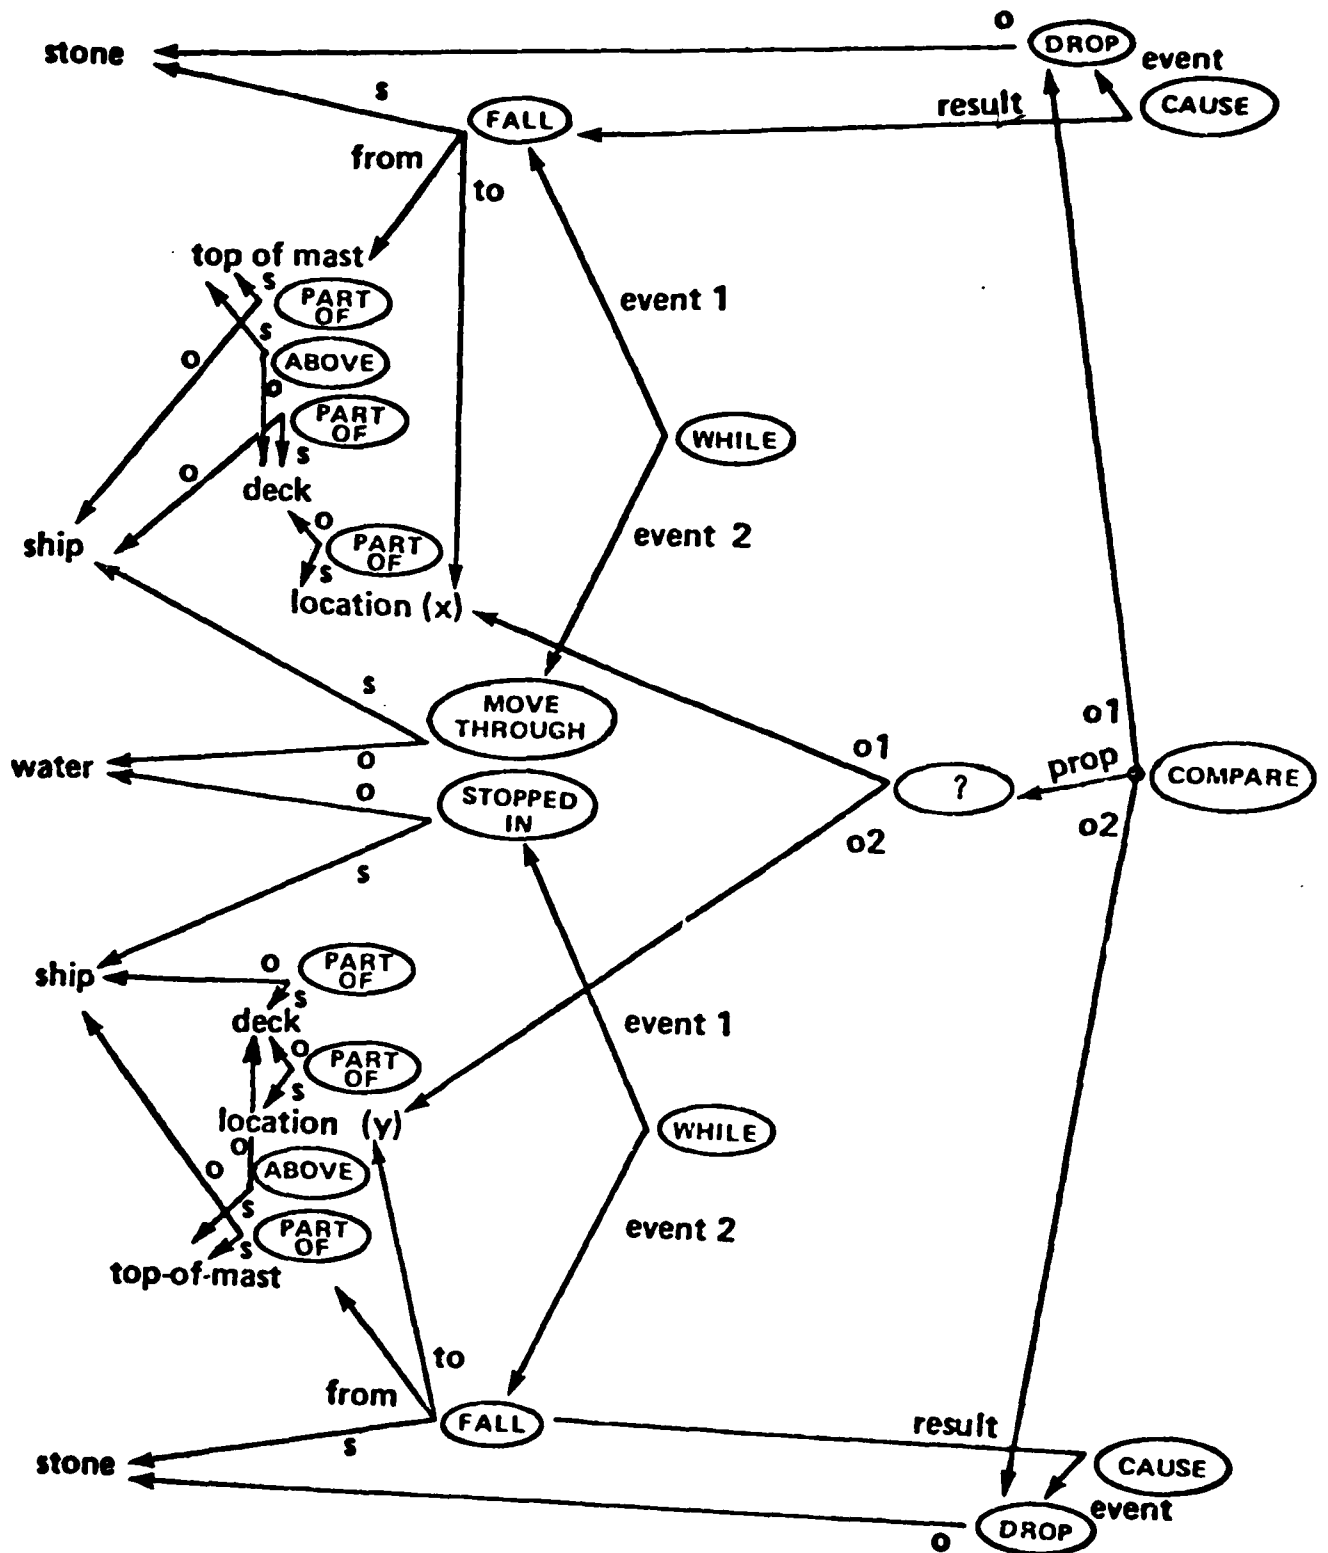 o
stone
DROP
event
s
result
CAUSE
FALL
from
to
top of mast
s
PART
OF
event 1
s
o
ABOVE
o
PART
OF
WHILE
s
o
deck
o
event 2
ship
PART
OF
s
location (x)
s
MOVE
THROUGH
o1
o1
water
o
prop
?
COMPARE
o
STOPPED
IN
o2
o2
s
ship
o
PART
OF
s
deck
event 1
o
PART
OF
s
location (y)
WHILE
o
o
ABOVE
s
PART
OF
event 2
s
top-of-mast
to
from
FALL
result
s
stone
CAUSE
event
DROP
o